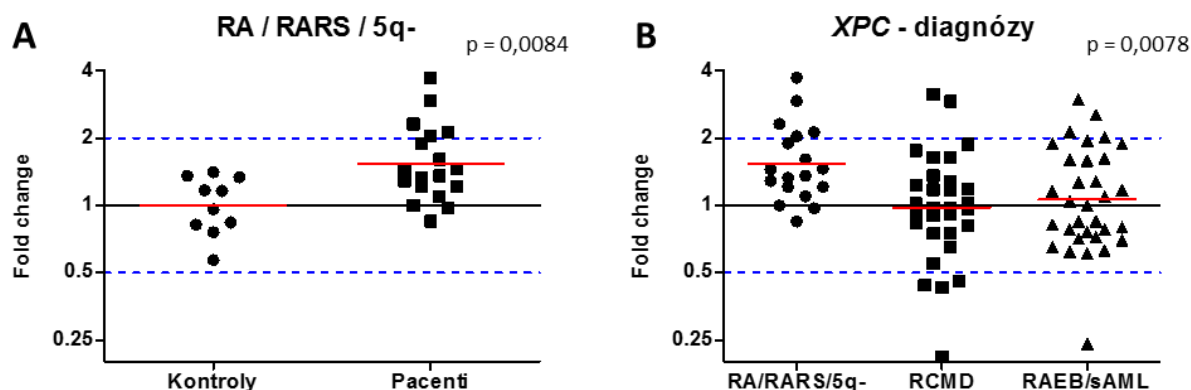 A
RA / RARS / 5q-
p = 0,0084
Fold change
4
2
1
0.5
0.25
Kontroly
Pacenti
B
XPC - diagnózy
p = 0,0078
Fold change
4
2
1
0.5
0.25
RA/RARS/5q-
RCMD
RAEB/sAML